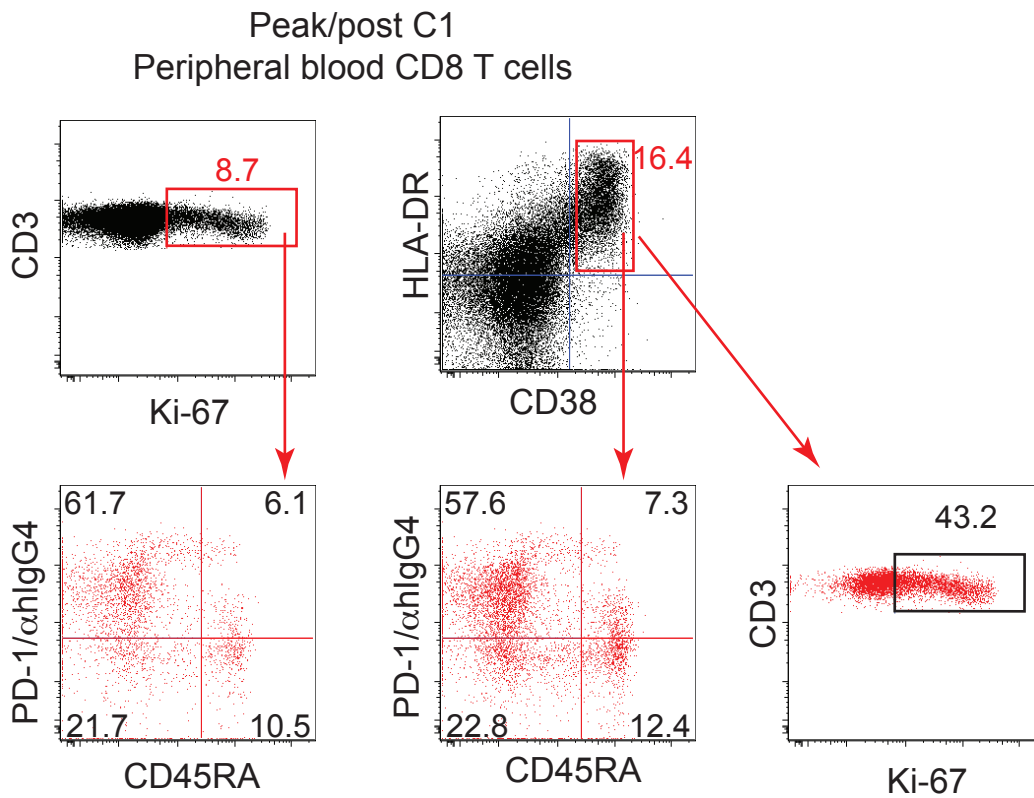 Peak/post C1
Peripheral blood CD8 T cells
8.7
CD3
Ki-67
16.4
HLA-DR
CD38
61.7
6.1
PD-1/αhIgG4
21.7
10.5
CD45RA
57.6
7.3
PD-1/αhIgG4
22.8
12.4
CD45RA
43.2
CD3
Ki-67